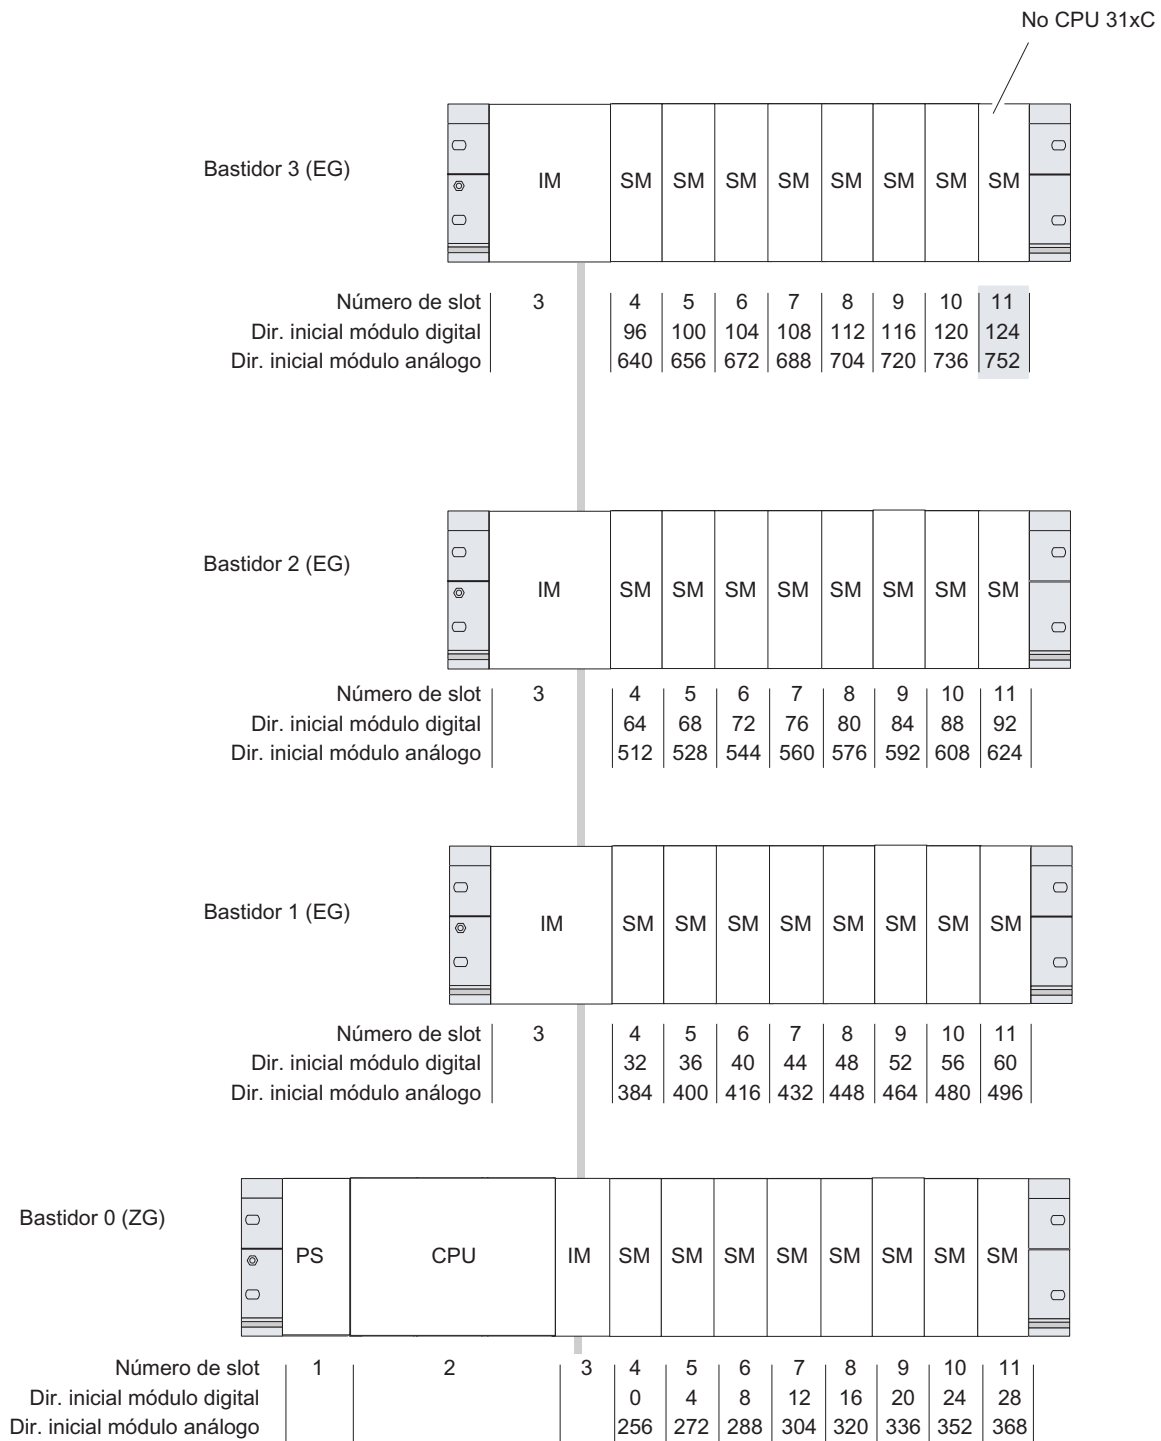 No CPU 31xC
Bastidor 3 (EG)
IM SM SM SM SM SM SM SM SM
Número de slot 3 4 5 6 7 8 9 10 11
Dir. inicial módulo digital 96 100 104 108 112 116 120 124
Dir. inicial módulo análogo 640 656 672 688 704 720 736 752
Bastidor 2 (EG)
IM SM SM SM SM SM SM SM SM
Número de slot 3 4 5 6 7 8 9 10 11
Dir. inicial módulo digital 64 68 72 76 80 84 88 92
Dir. inicial módulo análogo 512 528 544 560 576 592 608 624
Bastidor 1 (EG)
IM SM SM SM SM SM SM SM SM
Número de slot 3 4 5 6 7 8 9 10 11
Dir. inicial módulo digital 32 36 40 44 48 52 56 60
Dir. inicial módulo análogo 384 400 416 432 448 464 480 496
Bastidor 0 (ZG)
PS CPU IM SM SM SM SM SM SM SM SM
Número de slot 1 2 3 4 5 6 7 8 9 10 11
Dir. inicial módulo digital 0 4 8 12 16 20 24 28
Dir. inicial módulo análogo 256 272 288 304 320 336 352 368